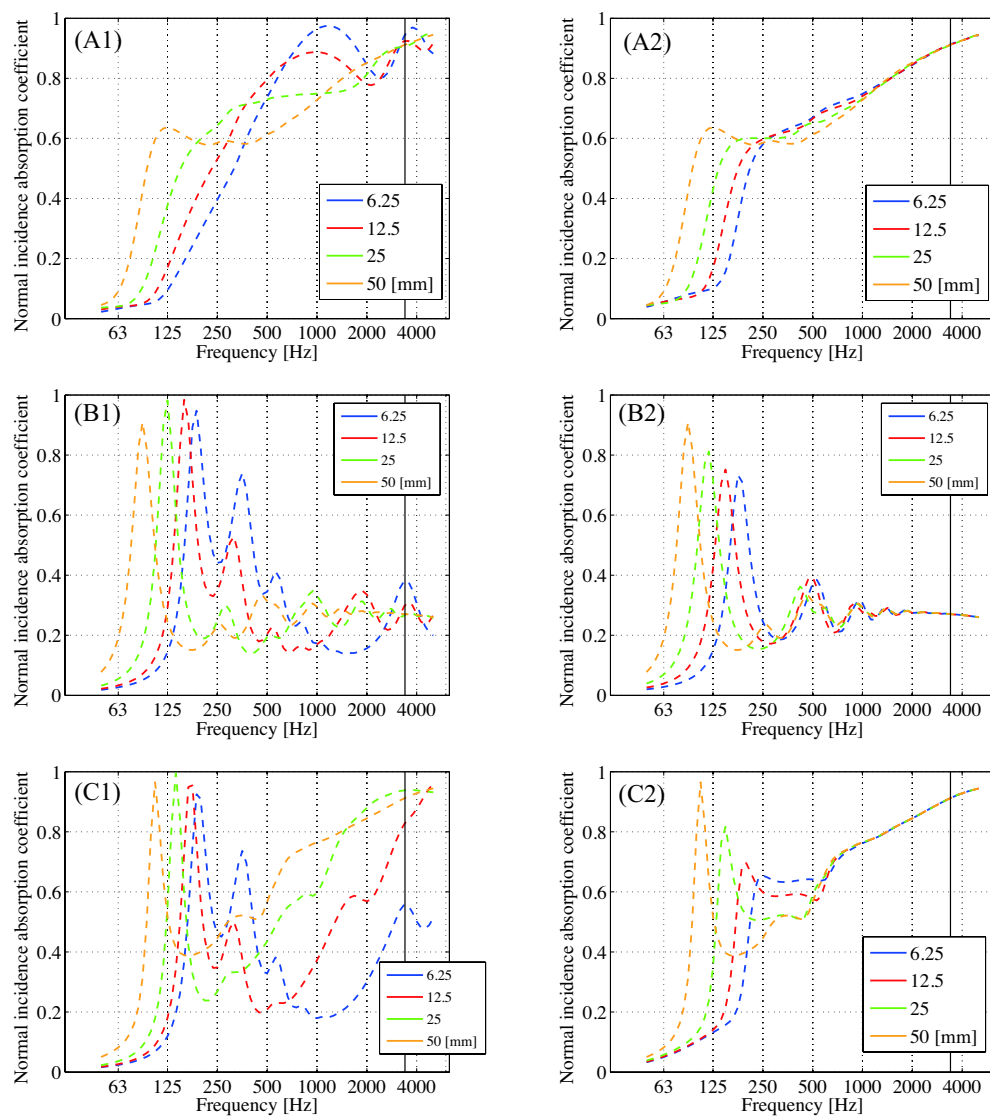 (A1)
Normal incidence absorption coefficient
1
0.8
0.6
0.4
0.2
0
63 125 250 500 1000 2000 4000
Frequency [Hz]
6.25
12.5
25
50 [mm]
(A2)
Normal incidence absorption coefficient
1
0.8
0.6
0.4
0.2
0
63 125 250 500 1000 2000 4000
Frequency [Hz]
6.25
12.5
25
50 [mm]
(B1)
Normal incidence absorption coefficient
1
0.8
0.6
0.4
0.2
0
63 125 250 500 1000 2000 4000
Frequency [Hz]
6.25
12.5
25
50 [mm]
(B2)
Normal incidence absorption coefficient
1
0.8
0.6
0.4
0.2
0
63 125 250 500 1000 2000 4000
Frequency [Hz]
6.25
12.5
25
50 [mm]
(C1)
Normal incidence absorption coefficient
1
0.8
0.6
0.4
0.2
0
63 125 250 500 1000 2000 4000
Frequency [Hz]
6.25
12.5
25
50 [mm]
(C2)
Normal incidence absorption coefficient
1
0.8
0.6
0.4
0.2
0
63 125 250 500 1000 2000 4000
Frequency [Hz]
6.25
12.5
25
50 [mm]